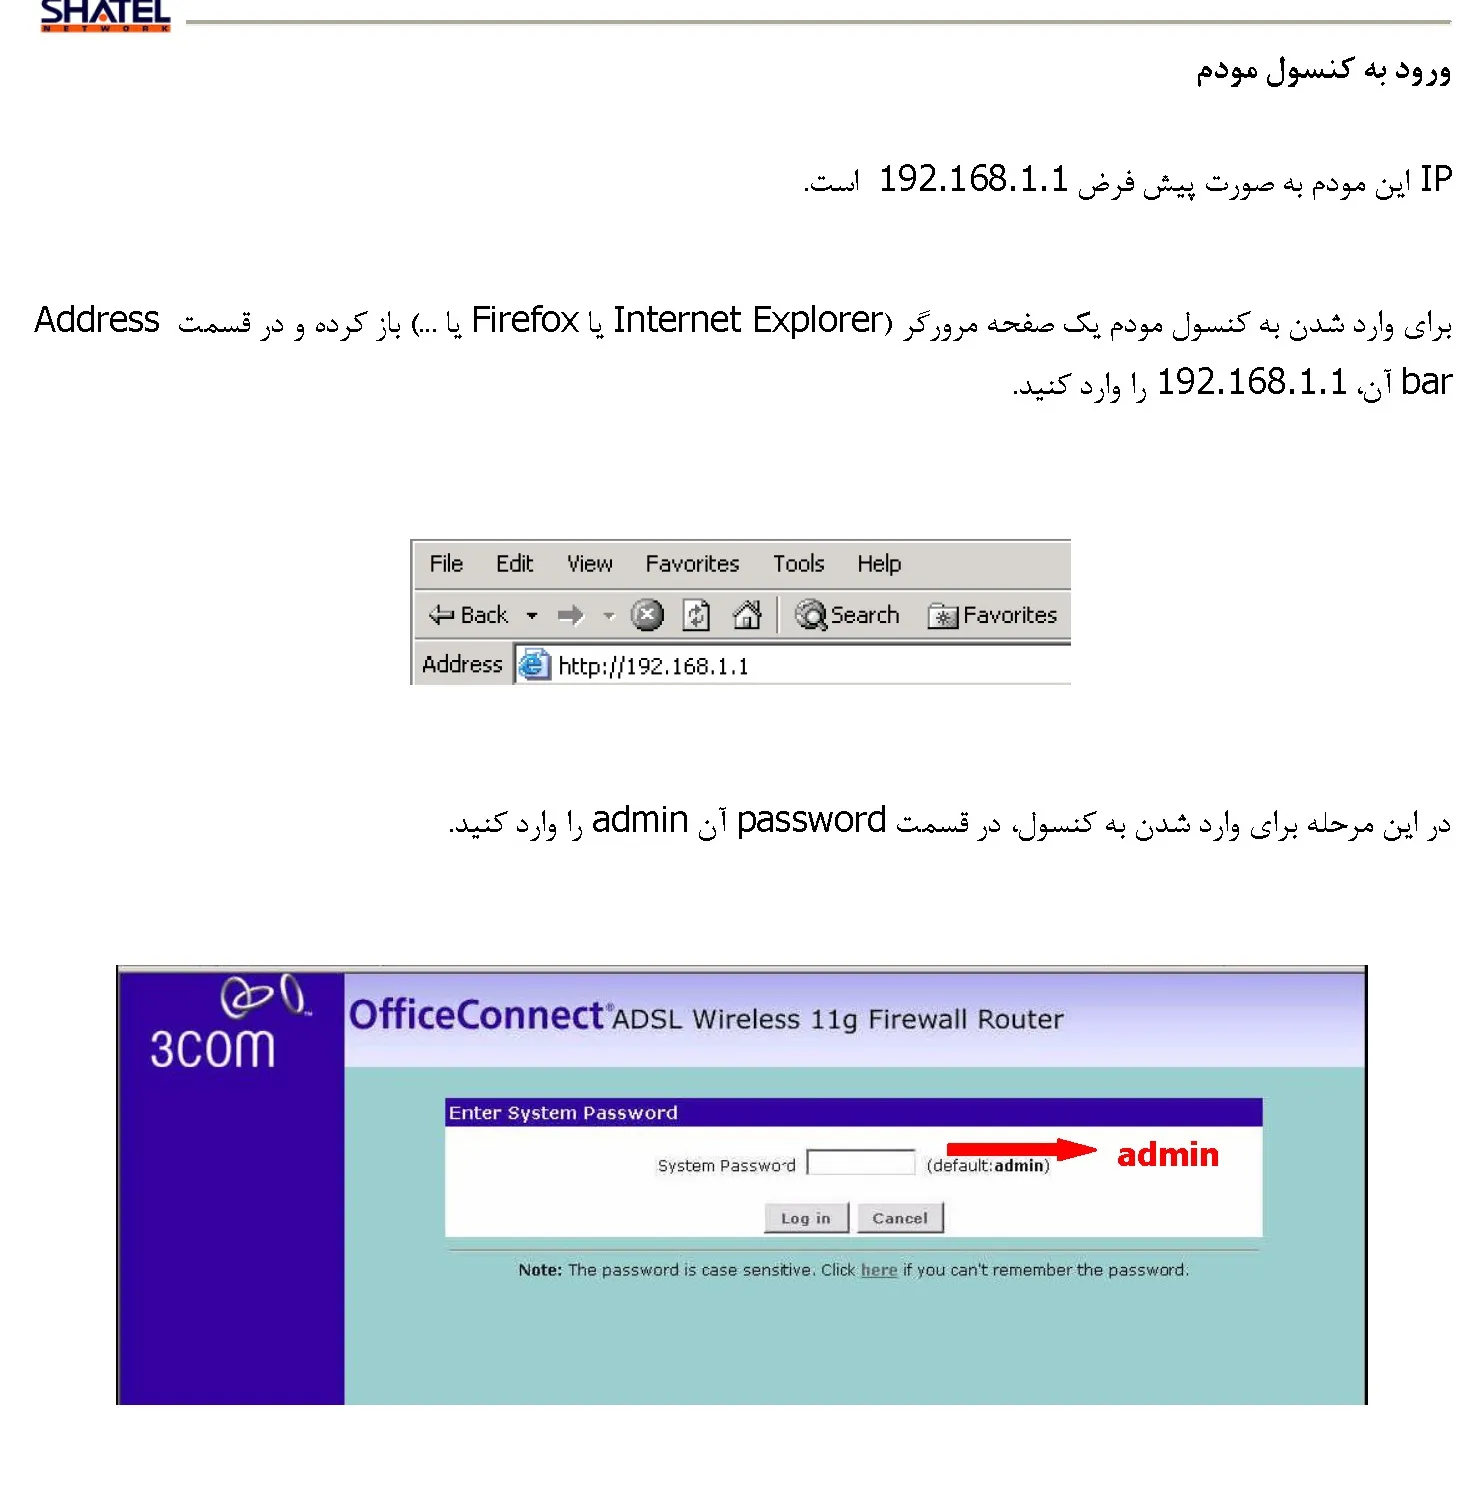 SHATEL
NETWORK
ورود به کنسول مودم
IP این مودم به صورت پیش فرض 192.168.1.1 است.
برای وارد شدن به کنسول مودم یک صفحه مرورگر (Internet Explorer یا Firefox یا ...) باز کرده و در قسمت Address
bar آن، 192.168.1.1 را وارد کنید.
File Edit View Favorites Tools Help
Back Search Favorites
Address http://192.168.1.1
در این مرحله برای وارد شدن به کنسول، در قسمت password آن admin را وارد کنید.
3COM OfficeConnect® ADSL Wireless 11g Firewall Router
Enter System Password
System Password (default:admin) admin
Log in Cancel
Note: The password is case sensitive. Click here if you can't remember the password.